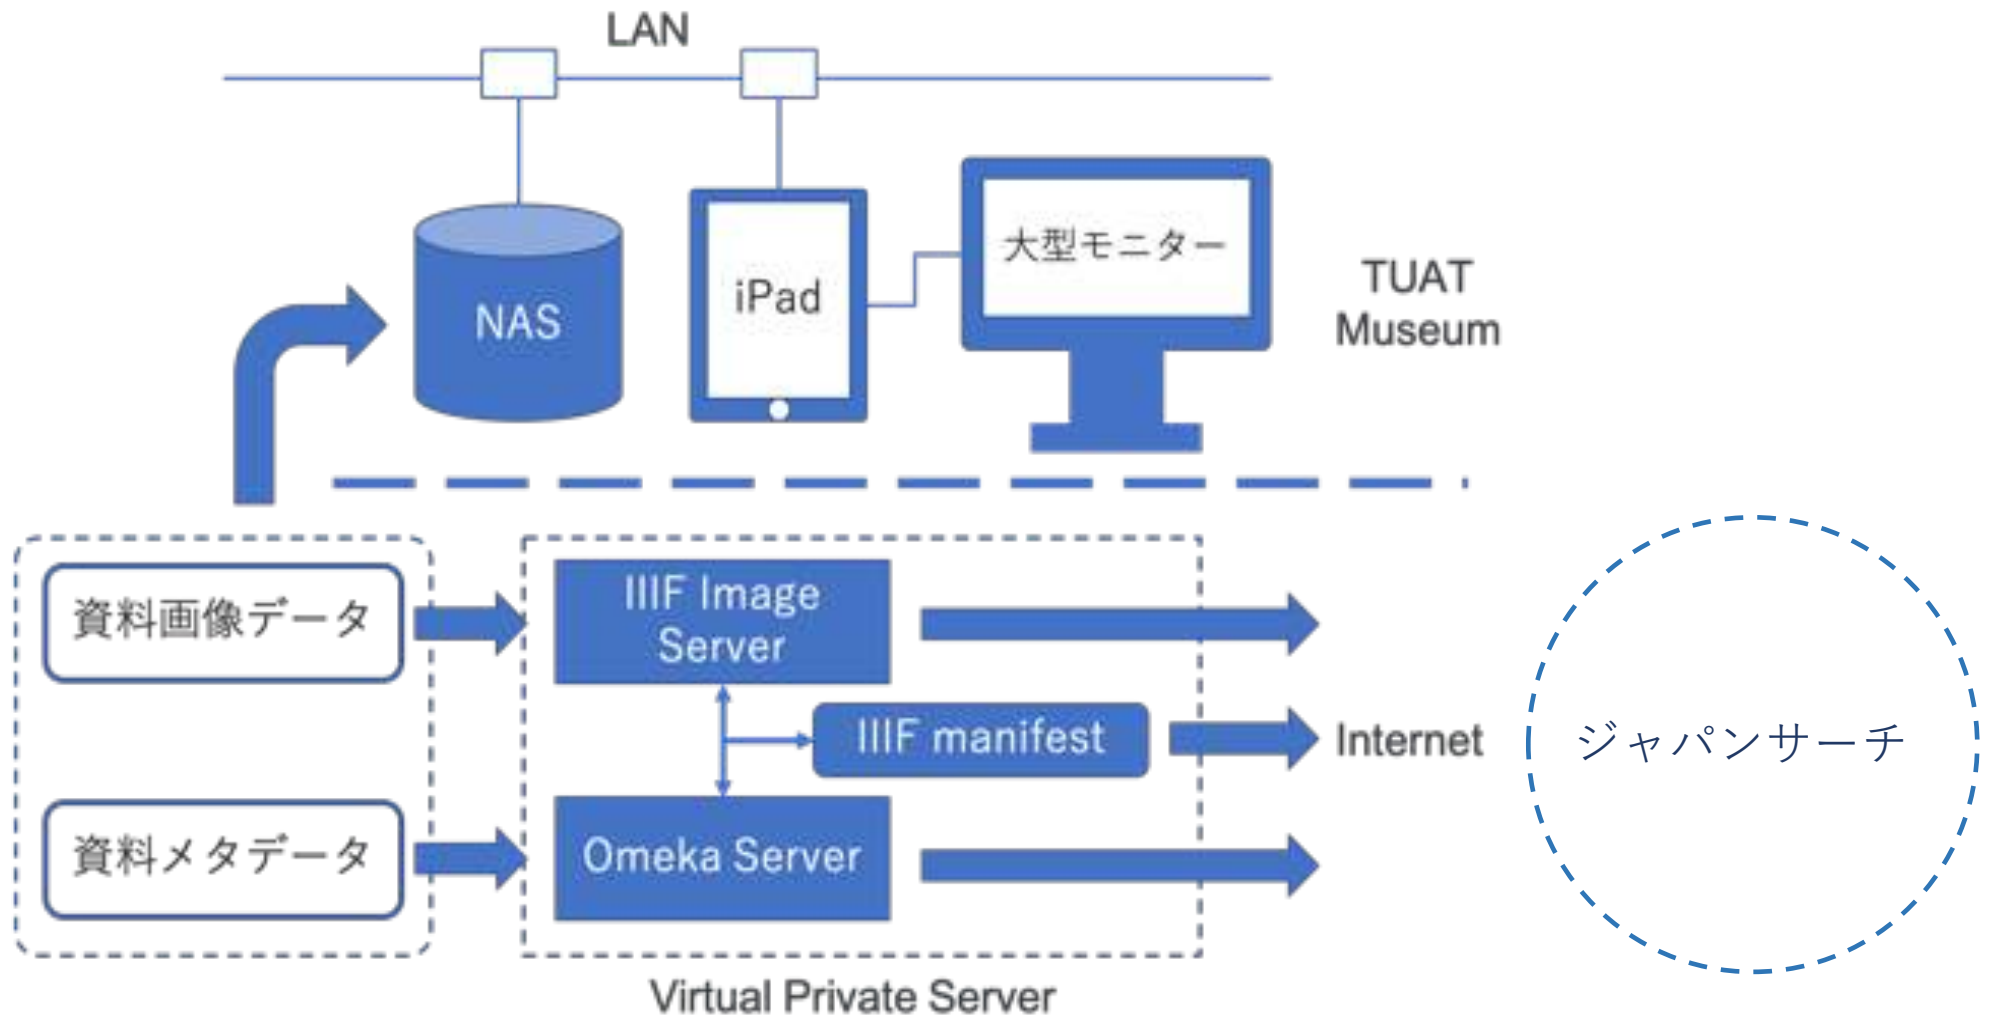 LAN
NAS
iPad
大型モニター
TUAT
Museum
資料画像データ
IIIF Image
Server
IIIF manifest
Internet
ジャパンサーチ
資料メタデータ
Omeka Server
Virtual Private Server